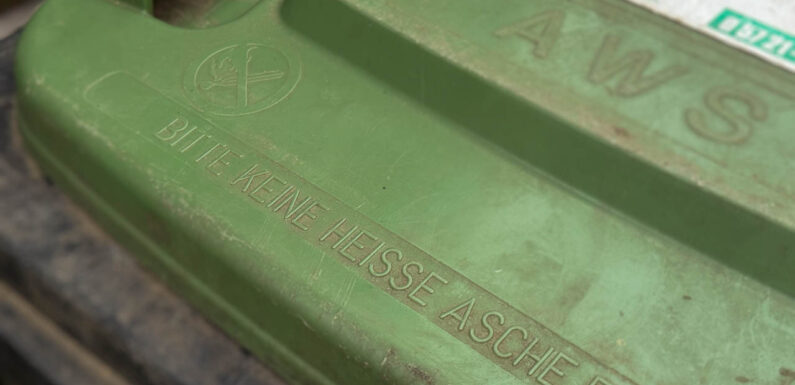 AWS
BITTE KEINE HEISSE ASCHE